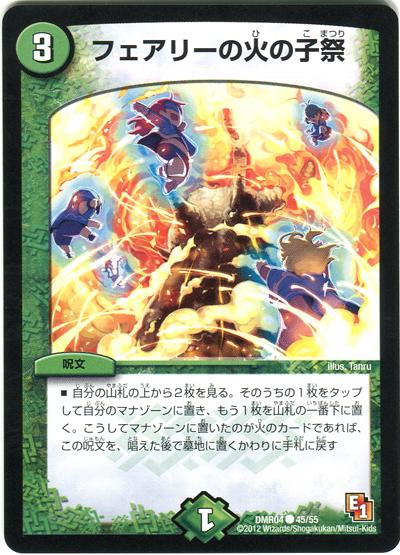 3
フェアリーの火の子祭
ひ こ まつり
illus. Tanru
呪文
じゅもん
■ 自分の山札の上から2枚を見る。そのうちの1枚をタップ
して自分のマナゾーンに置き、もう1枚を山札の一番下に置
く。こうしてマナゾーンに置いたのが火のカードであれば、
この呪文を、唱えた後で墓地に置くかわりに手札に戻す
1
DMR04 ● 45/55
E1
©2012 Wizards/Shogakukan/Mitsui-Kids